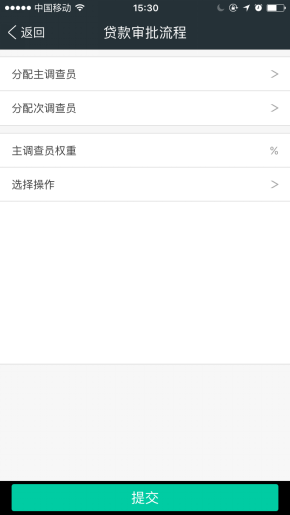 中国移动 15:30
返回 贷款审批流程
分配主调查员
分配次调查员
主调查员权重 %
选择操作
提交